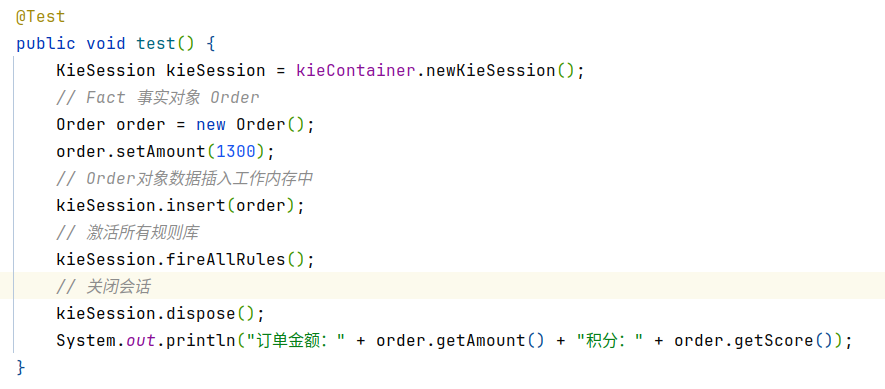 @Test
public void test() {
    KieSession kieSession = kieContainer.newKieSession();
    // Fact 事实对象 Order
    Order order = new Order();
    order.setAmount(1300);
    // Order对象数据插入工作内存中
    kieSession.insert(order);
    // 激活所有规则库
    kieSession.fireAllRules();
    // 关闭会话
    kieSession.dispose();
    System.out.println("订单金额：" + order.getAmount() + "积分：" + order.getScore());
}